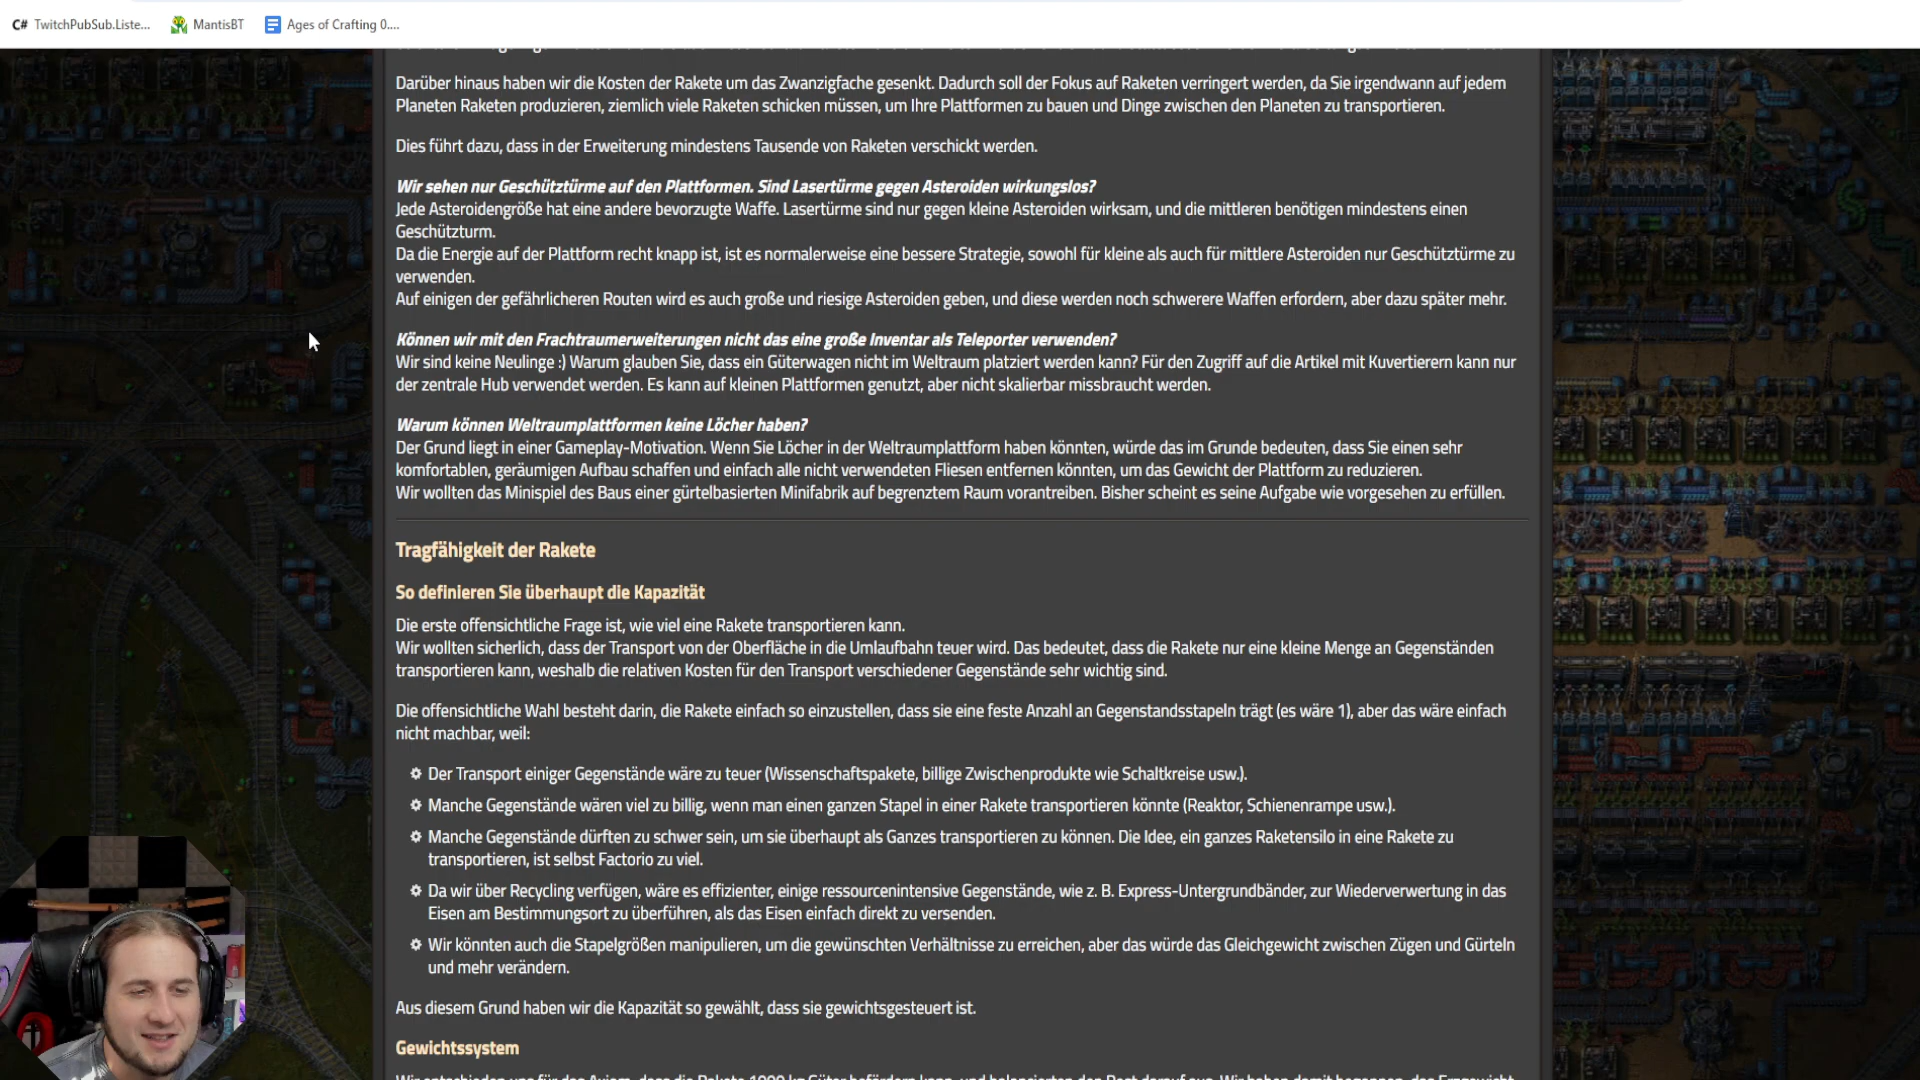 TwitchPubSub.Liste... MantisBT Ages of Crafting 0....
Darüber hinaus haben wir die Kosten der Rakete um das Zwanzigfache gesenkt. Dadurch soll der Fokus auf Raketen verringert werden, da Sie irgendwann auf jedem
Planeten Raketen produzieren, ziemlich viele Raketen schicken müssen, um Ihre Plattformen zu bauen und Dinge zwischen den Planeten zu transportieren.
Dies führt dazu, dass in der Erweiterung mindestens Tausende von Raketen verschickt werden.
Wir sehen nur Geschütztürme auf den Plattformen. Sind Lasertürme gegen Asteroiden wirkungslos?
Jede Asteroidengröße hat eine andere bevorzugte Waffe. Lasertürme sind nur gegen kleine Asteroiden wirksam, und die mittleren benötigen mindestens einen
Geschützturm.
Da die Energie auf der Plattform recht knapp ist, ist es normalerweise eine bessere Strategie, sowohl für kleine als auch für mittlere Asteroiden nur Geschütztürme zu
verwenden.
Auf einigen der gefährlicheren Routen wird es auch große und riesige Asteroiden geben, und diese werden noch schwerere Waffen erfordern, aber dazu später mehr.
Können wir mit den Frachtraumerweiterungen nicht das eine große Inventar als Teleporter verwenden?
Wir sind keine Neulinge :) Warum glauben Sie, dass ein Güterwagen nicht im Weltraum platziert werden kann? Für den Zugriff auf die Artikel mit Kuvertierern kann nur
der zentrale Hub verwendet werden. Es kann auf kleinen Plattformen genutzt, aber nicht skalierbar missbraucht werden.
Warum können Weltraumplattformen keine Löcher haben?
Der Grund liegt in einer Gameplay-Motivation. Wenn Sie Löcher in der Weltraumplattform haben könnten, würde das im Grunde bedeuten, dass Sie einen sehr
komfortablen, geräumigen Aufbau schaffen und einfach alle nicht verwendeten Fliesen entfernen könnten, um das Gewicht der Plattform zu reduzieren.
Wir wollten das Minispiel des Baus einer gürtelbasierten Minifabrik auf begrenztem Raum vorantreiben. Bisher scheint es seine Aufgabe wie vorgesehen zu erfüllen.
Tragfähigkeit der Rakete
So definieren Sie überhaupt die Kapazität
Die erste offensichtliche Frage ist, wie viel eine Rakete transportieren kann.
Wir wollten sicherlich, dass der Transport von der Oberfläche in die Umlaufbahn teuer wird. Das bedeutet, dass die Rakete nur eine kleine Menge an Gegenständen
transportieren kann, weshalb die relativen Kosten für den Transport verschiedener Gegenstände sehr wichtig sind.
Die offensichtliche Wahl besteht darin, die Rakete einfach so einzustellen, dass sie eine feste Anzahl an Gegenstandsstapeln trägt (es wäre 1), aber das wäre einfach
nicht machbar, weil:
Der Transport einiger Gegenstände wäre zu teuer (Wissenschaftspakete, billige Zwischenprodukte wie Schaltkreise usw.).
Manche Gegenstände wären viel zu billig, wenn man einen ganzen Stapel in einer Rakete transportieren könnte (Reaktor, Schienenrampe usw.).
Manche Gegenstände dürften zu schwer sein, um sie überhaupt als Ganzes transportieren zu können. Die Idee, ein ganzes Raketensilo in eine Rakete zu
transportieren, ist selbst Factorio zu viel.
Da wir über Recycling verfügen, wäre es effizienter, einige ressourcenintensive Gegenstände, wie z. B. Express-Untergrundbänder, zur Wiederverwertung in das
Eisen am Bestimmungsort zu überführen, als das Eisen einfach direkt zu versenden.
Wir könnten auch die Stapelgrößen manipulieren, um die gewünschten Verhältnisse zu erreichen, aber das würde das Gleichgewicht zwischen Zügen und Gürteln
und mehr verändern.
Aus diesem Grund haben wir die Kapazität so gewählt, dass sie gewichtsgesteuert ist.
Gewichtssystem